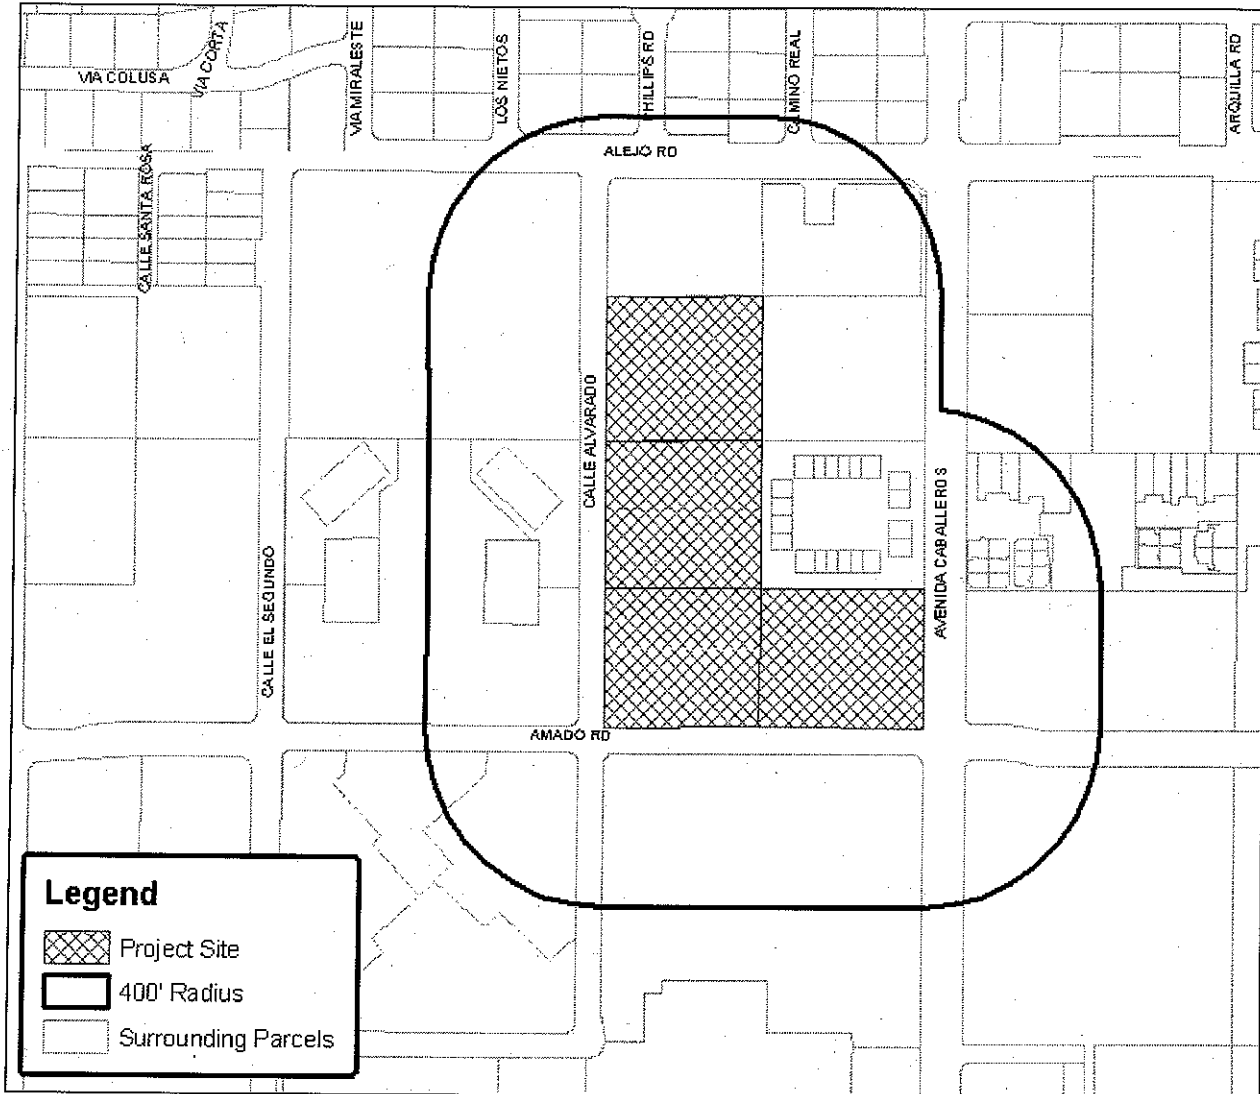 VIA COLUSA
VIA CORTA
VIA MIRALESTE
LOS NIETOS
PHILLIPS RD
CAMINO REAL
ARQUILLA RD
ALEJO RD
CALLE SANTA ROSA
CALLE ALVARADO
CALLE EL SEGUNDO
AVENIDA CABALLEROS
AMADO RD
Legend
Project Site
400' Radius
Surrounding Parcels